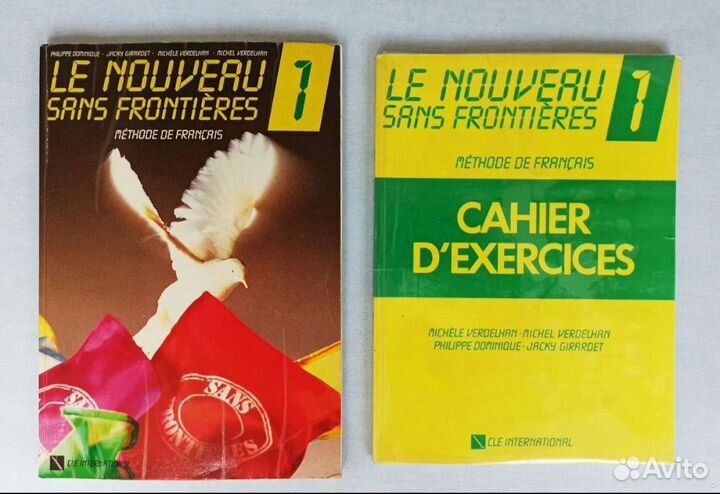 PHILIPPE DOMINIQUE · JACKY GIRARDET · MICHÈLE VERDELHAN · MICHEL VERDELHAN
LE NOUVEAU 1
SANS FRONTIÈRES
MÉTHODE DE FRANÇAIS
SANS
FRONTIÈRES
CLE INTERNATIONAL
LE NOUVEAU 1
SANS FRONTIÈRES
MÉTHODE DE FRANÇAIS
CAHIER
D'EXERCICES
MICHÈLE VERDELHAN · MICHEL VERDELHAN
PHILIPPE DOMINIQUE · JACKY GIRARDET
CLE INTERNATIONAL
Avito